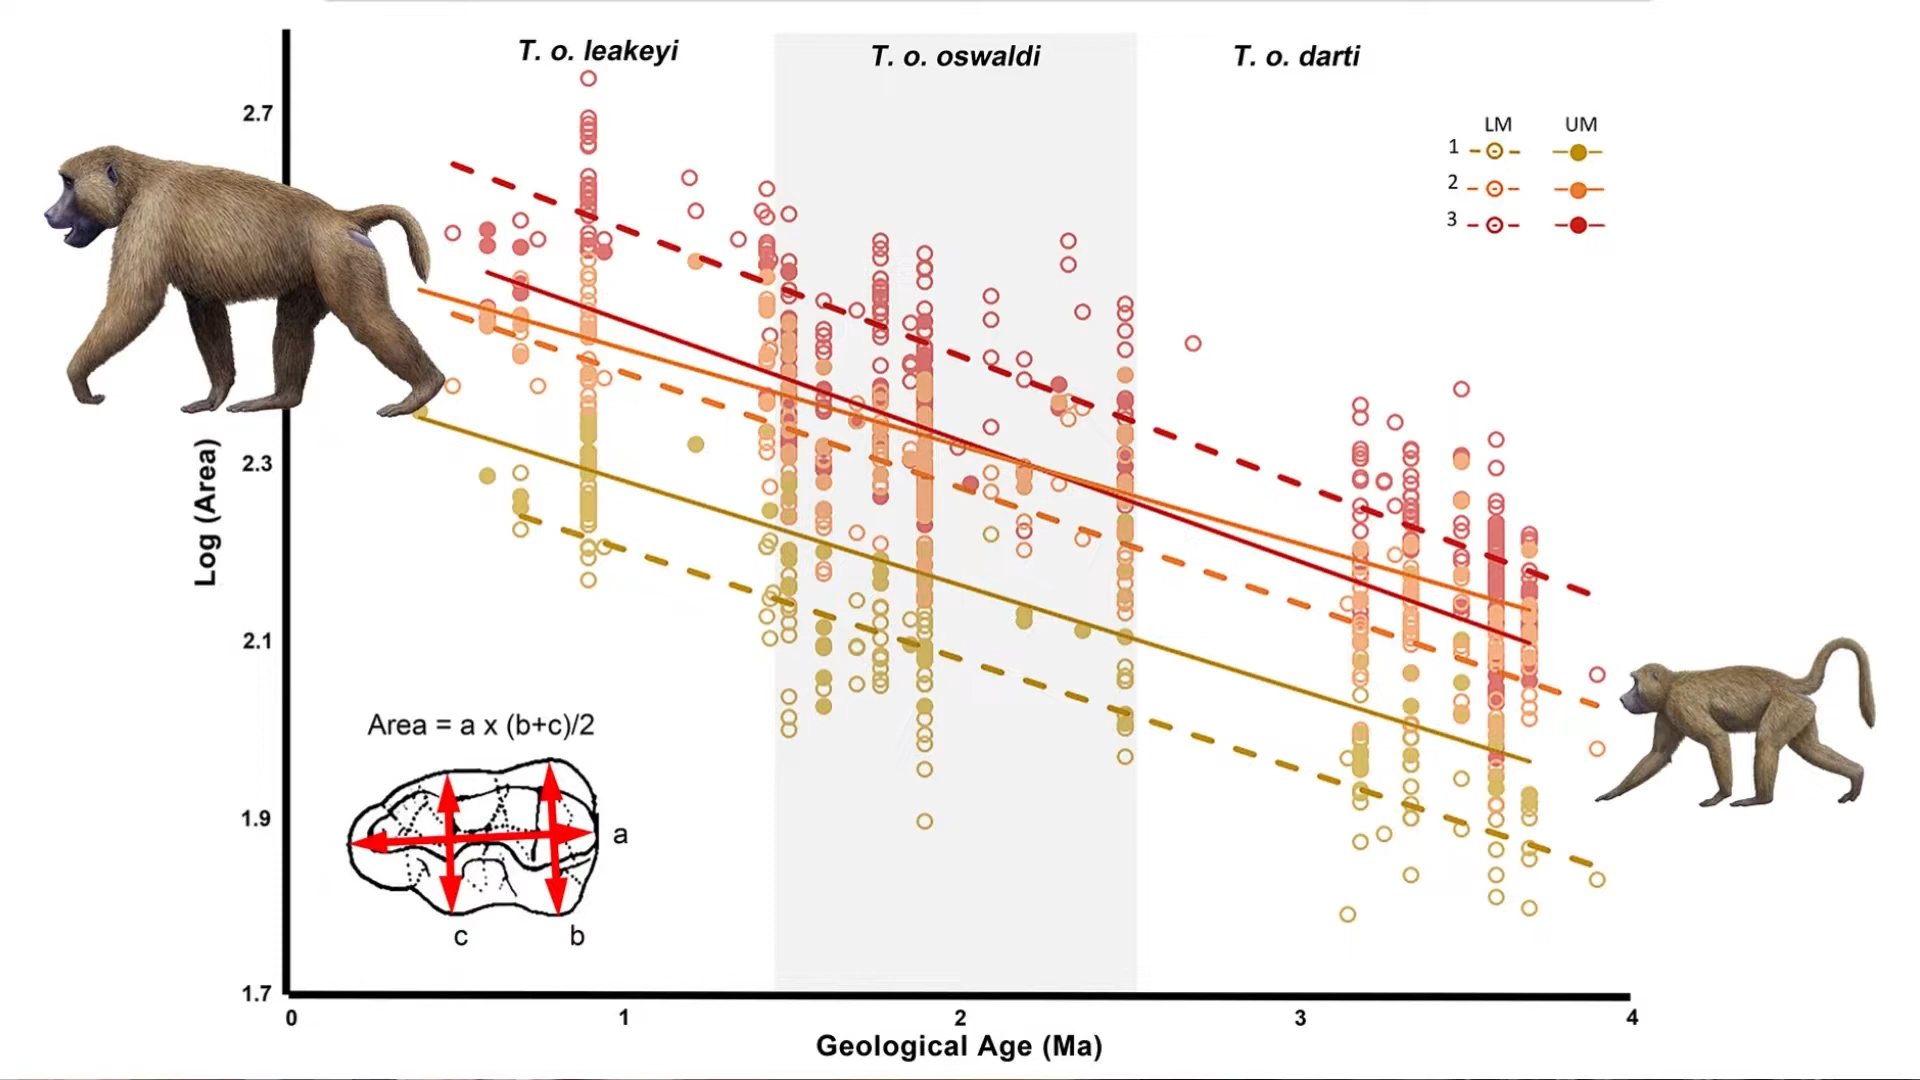 T. o. leakeyi
T. o. oswaldi
T. o. darti
2.7
LM UM
1
2
3
2.3
Log (Area)
2.1
Area = a x (b+c)/2
1.9
a
c b
1.7
0 1 2 3 4
Geological Age (Ma)